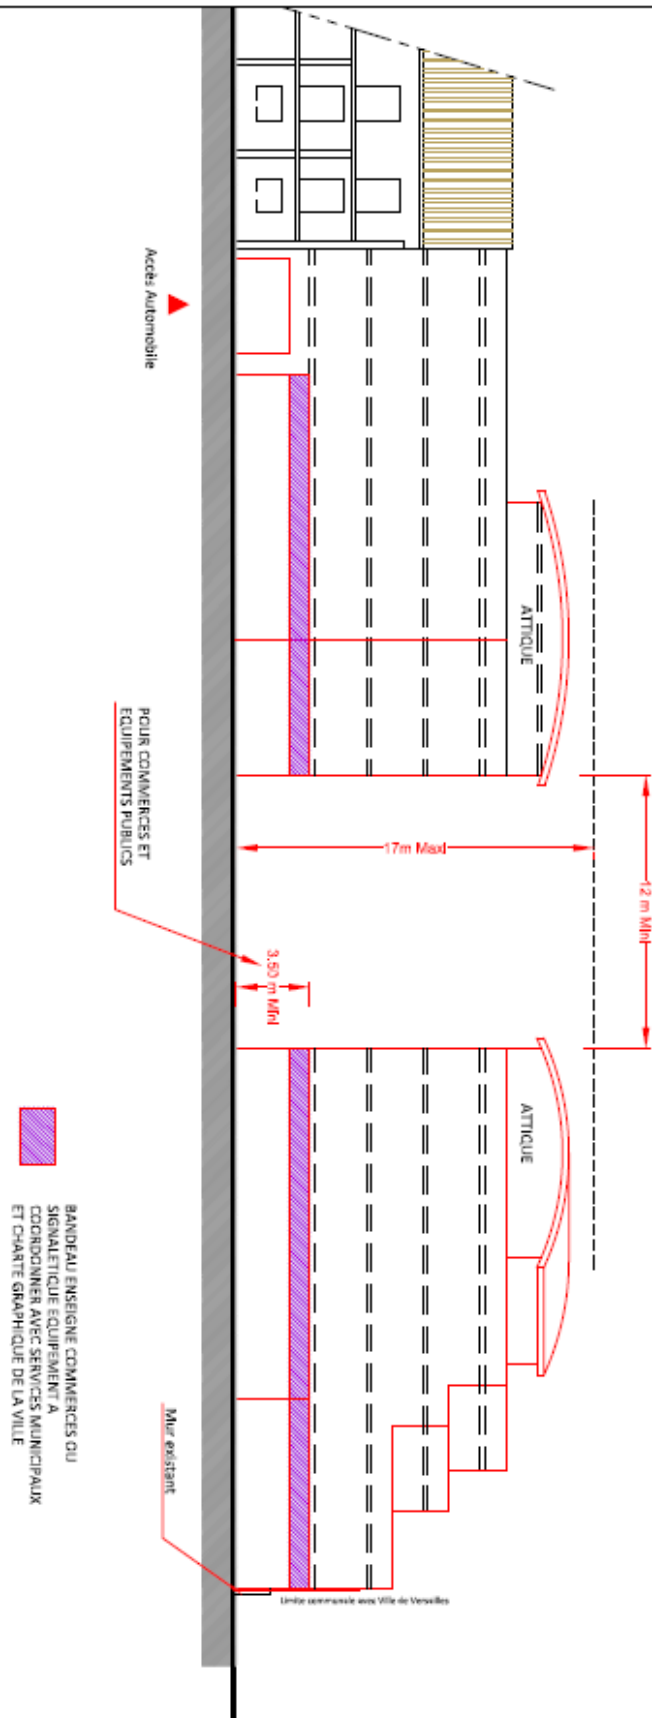 12 m Mini
17m Maxi
ATTIQUE
ATTIQUE
3.50 m Mini
Limite communale avec Ville de Versailles
Accès Automobile
POUR COMMERCES ET
EQUIPEMENTS PUBLICS
Mur existant
BANDEAU ENSEIGNE COMMERCES OU
SIGNALETIQUE EQUIPEMENT A
COORDONNER AVEC SERVICES MUNICIPAUX
ET CHARTE GRAPHIQUE DE LA VILLE